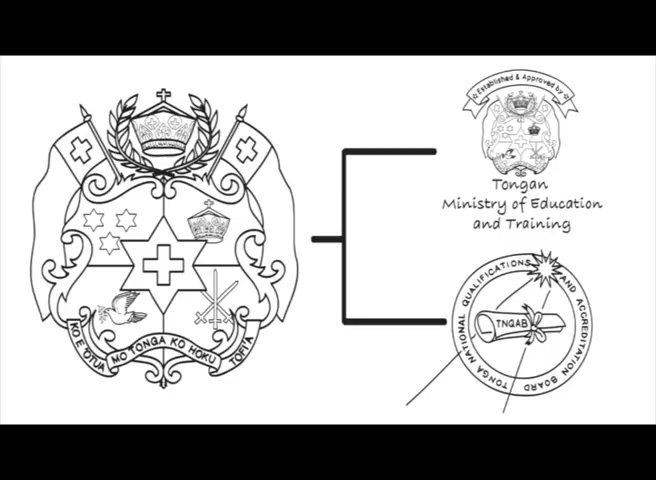 KO E 'OTUA MO TONGA KO HOKU TOFI'A
Established & Approved by
Tongan
Ministry of Education
and Training
TONGA NATIONAL QUALIFICATIONS AND ACCREDITATION BOARD
TNQAB